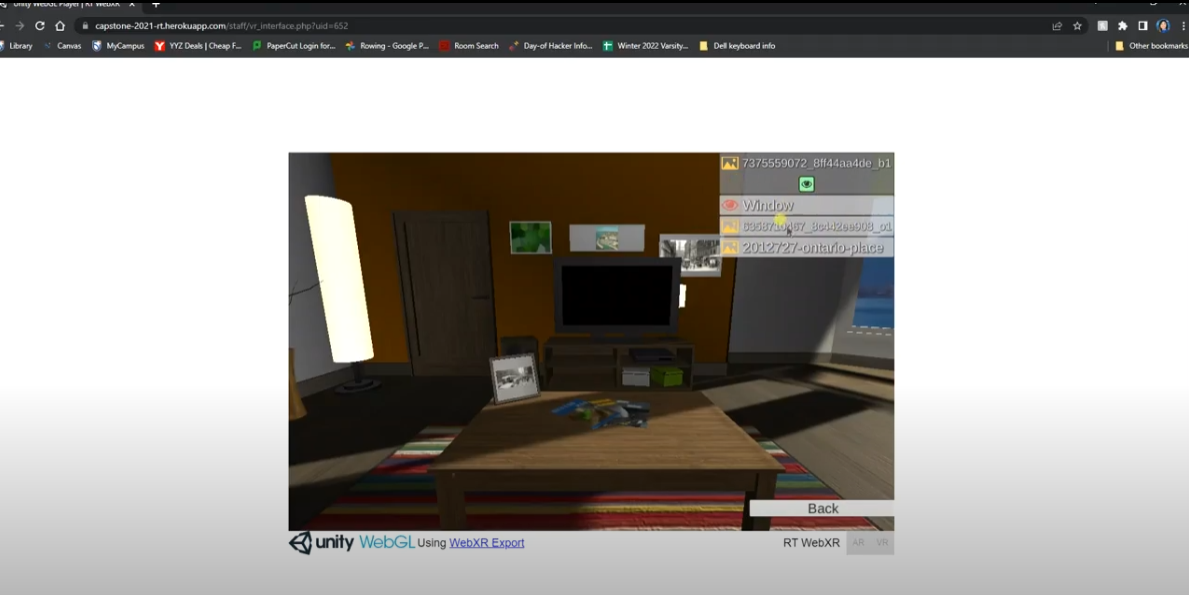 Unity WebGL Player | RT WebXR
capstone-2021-rt.herokuapp.com/staff/vr_interface.php?uid=652
Library
Canvas
MyCampus
YYZ Deals | Cheap F...
PaperCut Login for...
Rowing - Google P...
Room Search
Day-of Hacker Info...
Winter 2022 Varsity...
Dell keyboard info
Other bookmarks
7375559072_8ff44aa4de_b1
Window
2012727-ontario-place
Back
unity WebGL Using WebXR Export
RT WebXR
AR VR